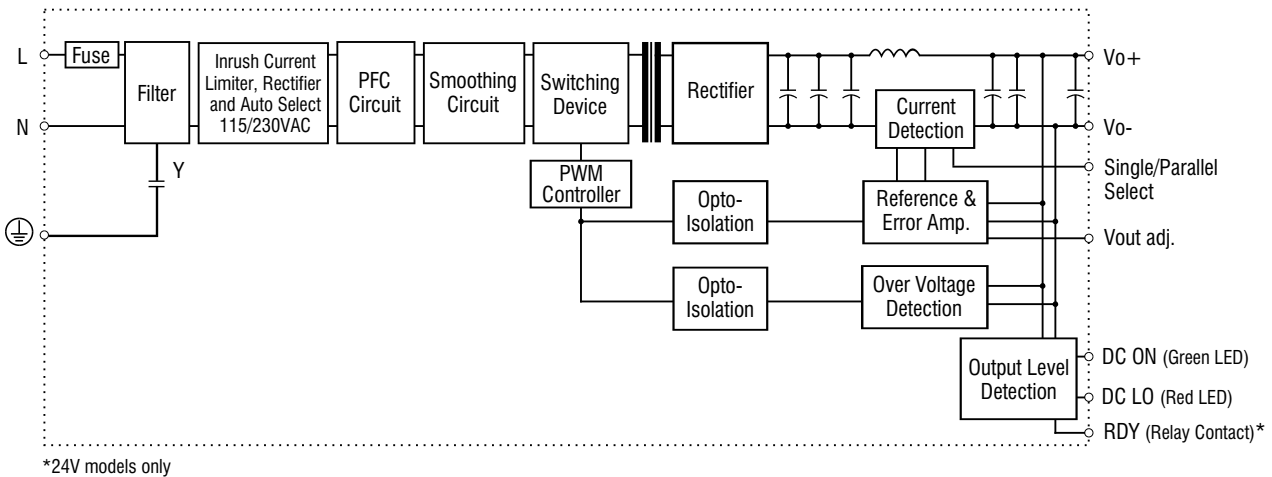 L
Fuse
Filter
Inrush Current
Limiter, Rectifier
and Auto Select
115/230VAC
PFC
Circuit
Smoothing
Circuit
Switching
Device
Rectifier
Current
Detection
Vo+
N
Vo-
Y
PWM
Controller
Opto-
Isolation
Reference &
Error Amp.
Single/Parallel
Select
Vout adj.
Opto-
Isolation
Over Voltage
Detection
Output Level
Detection
DC ON (Green LED)
DC LO (Red LED)
RDY (Relay Contact)*
*24V models only